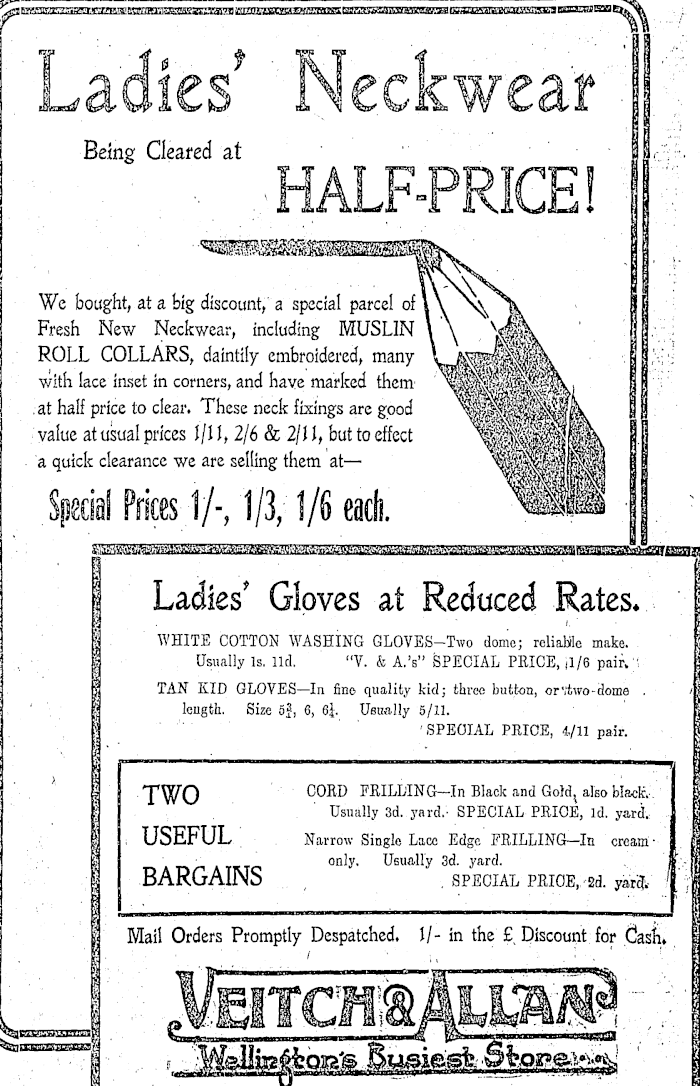 Ladies' Neckwear
Being Cleared at
HALF-PRICE!
We bought, at a big discount, a special parcel of
Fresh New Neckwear, including MUSLIN
ROLL COLLARS, daintily embroidered, many
with lace inset in corners, and have marked them
at half price to clear. These neck fixings are good
value at usual prices 1/11, 2/6 & 2/11, but to effect
a quick clearance we are selling them at—
Special Prices 1/-, 1/3, 1/6 each.
Ladies' Gloves at Reduced Rates.
WHITE COTTON WASHING GLOVES—Two dome; reliable make.
Usually 1s. 11d. "V. & A.'s" SPECIAL PRICE, 1/6 pair.
TAN KID GLOVES—In fine quality kid; three button, or two-dome
length. Size 5¾, 6, 6¼. Usually 5/11.
SPECIAL PRICE, 4/11 pair.
TWO
USEFUL
BARGAINS
CORD FRILLING—In Black and Gold, also black.
Usually 3d. yard. SPECIAL PRICE, 1d. yard.
Narrow Single Lace Edge FRILLING—In cream
only. Usually 3d. yard.
SPECIAL PRICE, 2d. yard.
Mail Orders Promptly Despatched. 1/- in the £ Discount for Cash.
VEITCH & ALLAN
Wellington's Busiest Store